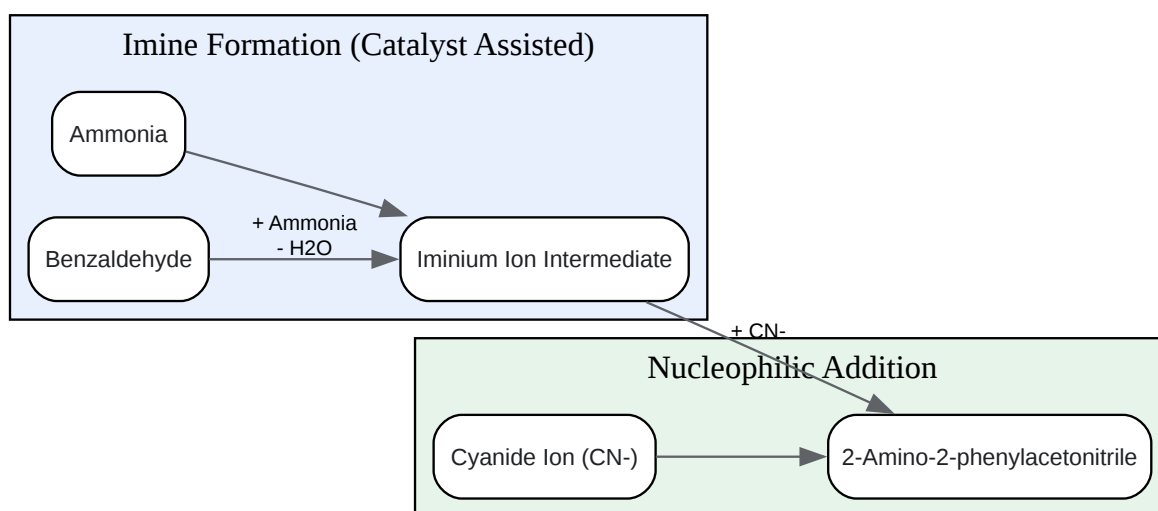 Imine Formation (Catalyst Assisted)
Ammonia
+ Ammonia
- H2O
Benzaldehyde
Iminium Ion Intermediate
+ CN-
Nucleophilic Addition
Cyanide Ion (CN-)
2-Amino-2-phenylacetonitrile